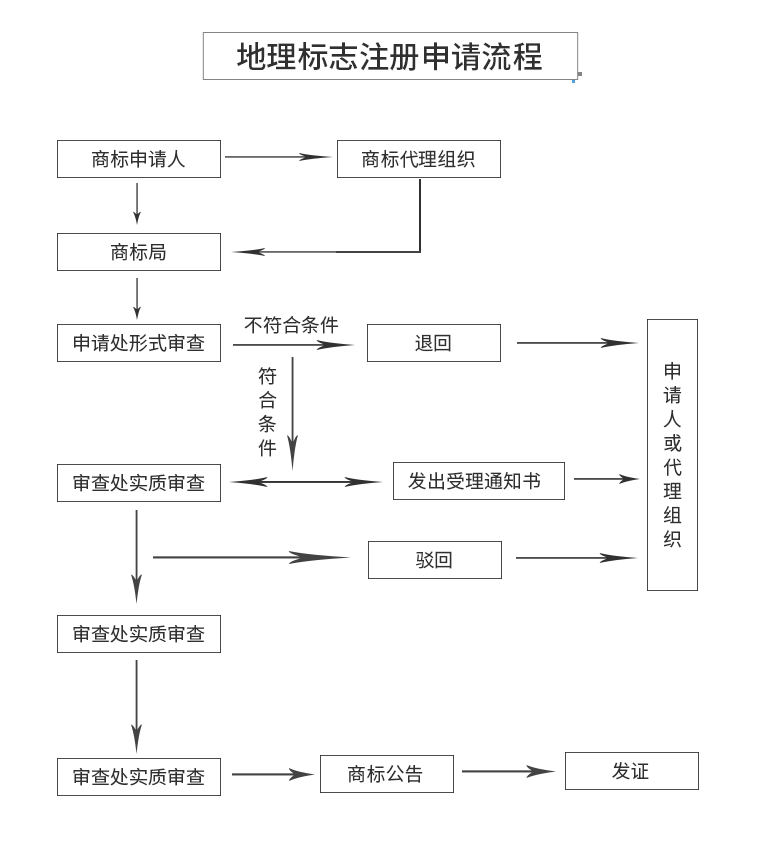 地理标志注册申请流程
商标申请人
商标代理组织
商标局
申请处形式审查
不符合条件
退回
符合条件
申请人或代理组织
审查处实质审查
发出受理通知书
驳回
审查处实质审查
审查处实质审查
商标公告
发证